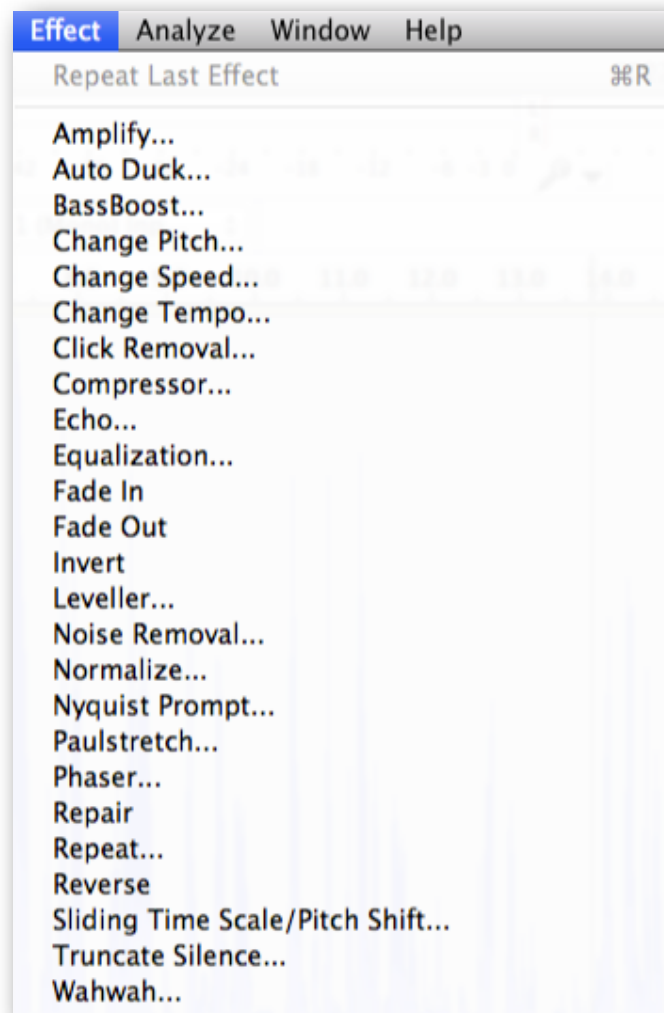 Effect Analyze Window Help
Repeat Last Effect ⌘R
Amplify...
Auto Duck...
BassBoost...
Change Pitch...
Change Speed...
Change Tempo...
Click Removal...
Compressor...
Echo...
Equalization...
Fade In
Fade Out
Invert
Leveller...
Noise Removal...
Normalize...
Nyquist Prompt...
Paulstretch...
Phaser...
Repair
Repeat...
Reverse
Sliding Time Scale/Pitch Shift...
Truncate Silence...
Wahwah...